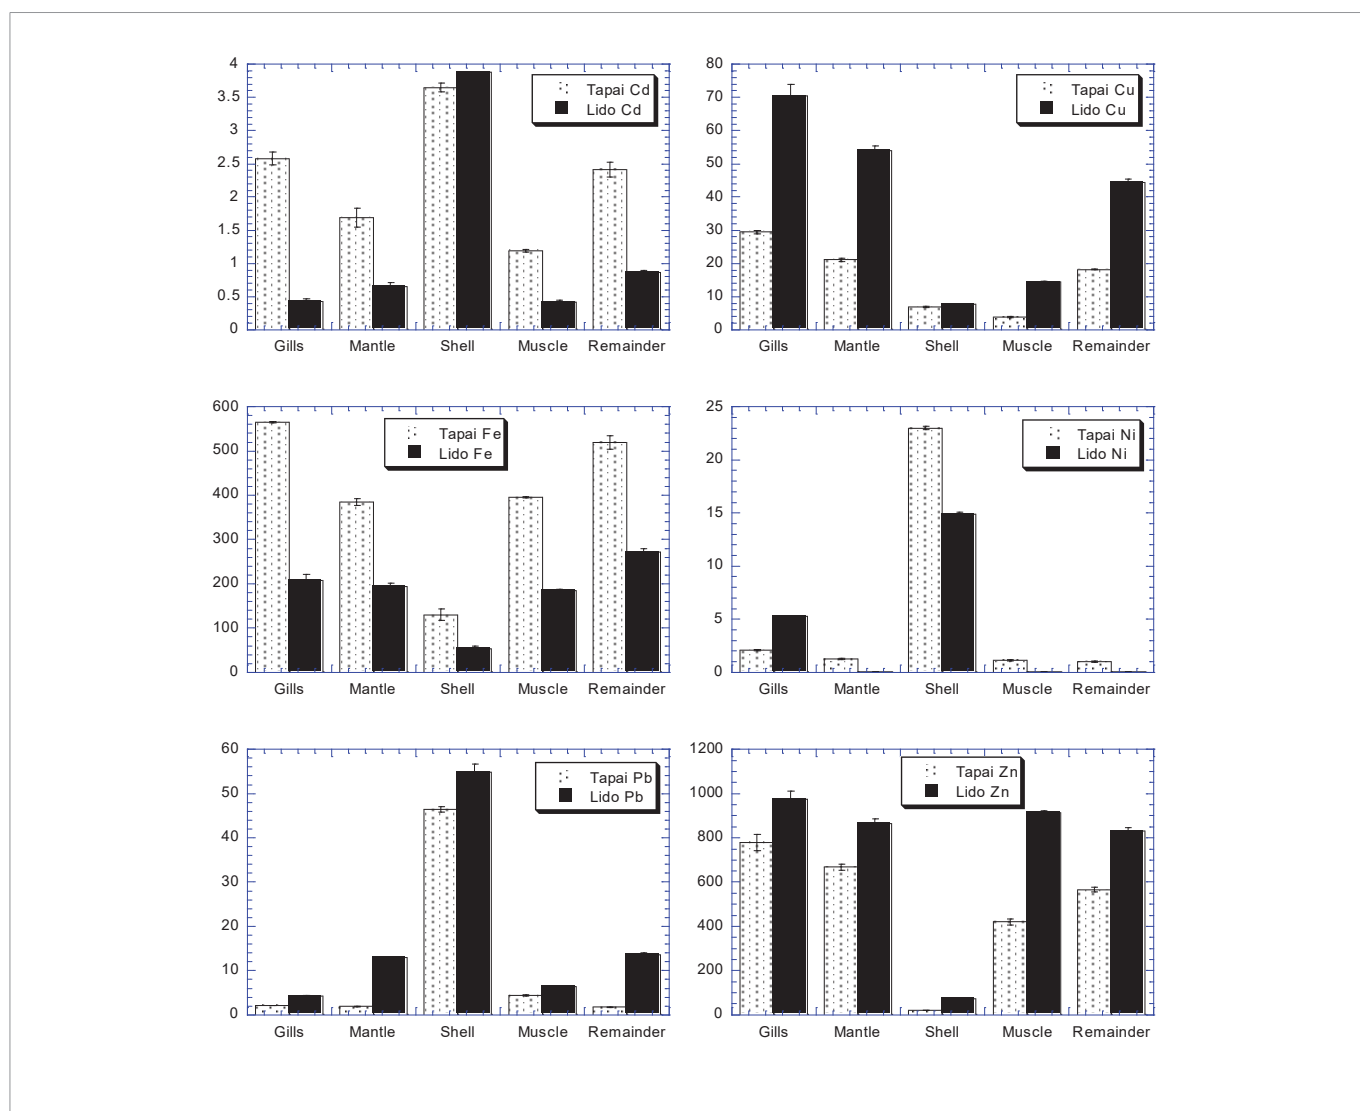 4
3.5
3
2.5
2
1.5
1
0.5
0
Tapai Cd
Lido Cd
Gills Mantle Shell Muscle Remainder
80
70
60
50
40
30
20
10
0
Tapai Cu
Lido Cu
Gills Mantle Shell Muscle Remainder
600
500
400
300
200
100
0
Tapai Fe
Lido Fe
Gills Mantle Shell Muscle Remainder
25
20
15
10
5
0
Tapai Ni
Lido Ni
Gills Mantle Shell Muscle Remainder
60
50
40
30
20
10
0
Tapai Pb
Lido Pb
Gills Mantle Shell Muscle Remainder
1200
1000
800
600
400
200
0
Tapai Zn
Lido Zn
Gills Mantle Shell Muscle Remainder